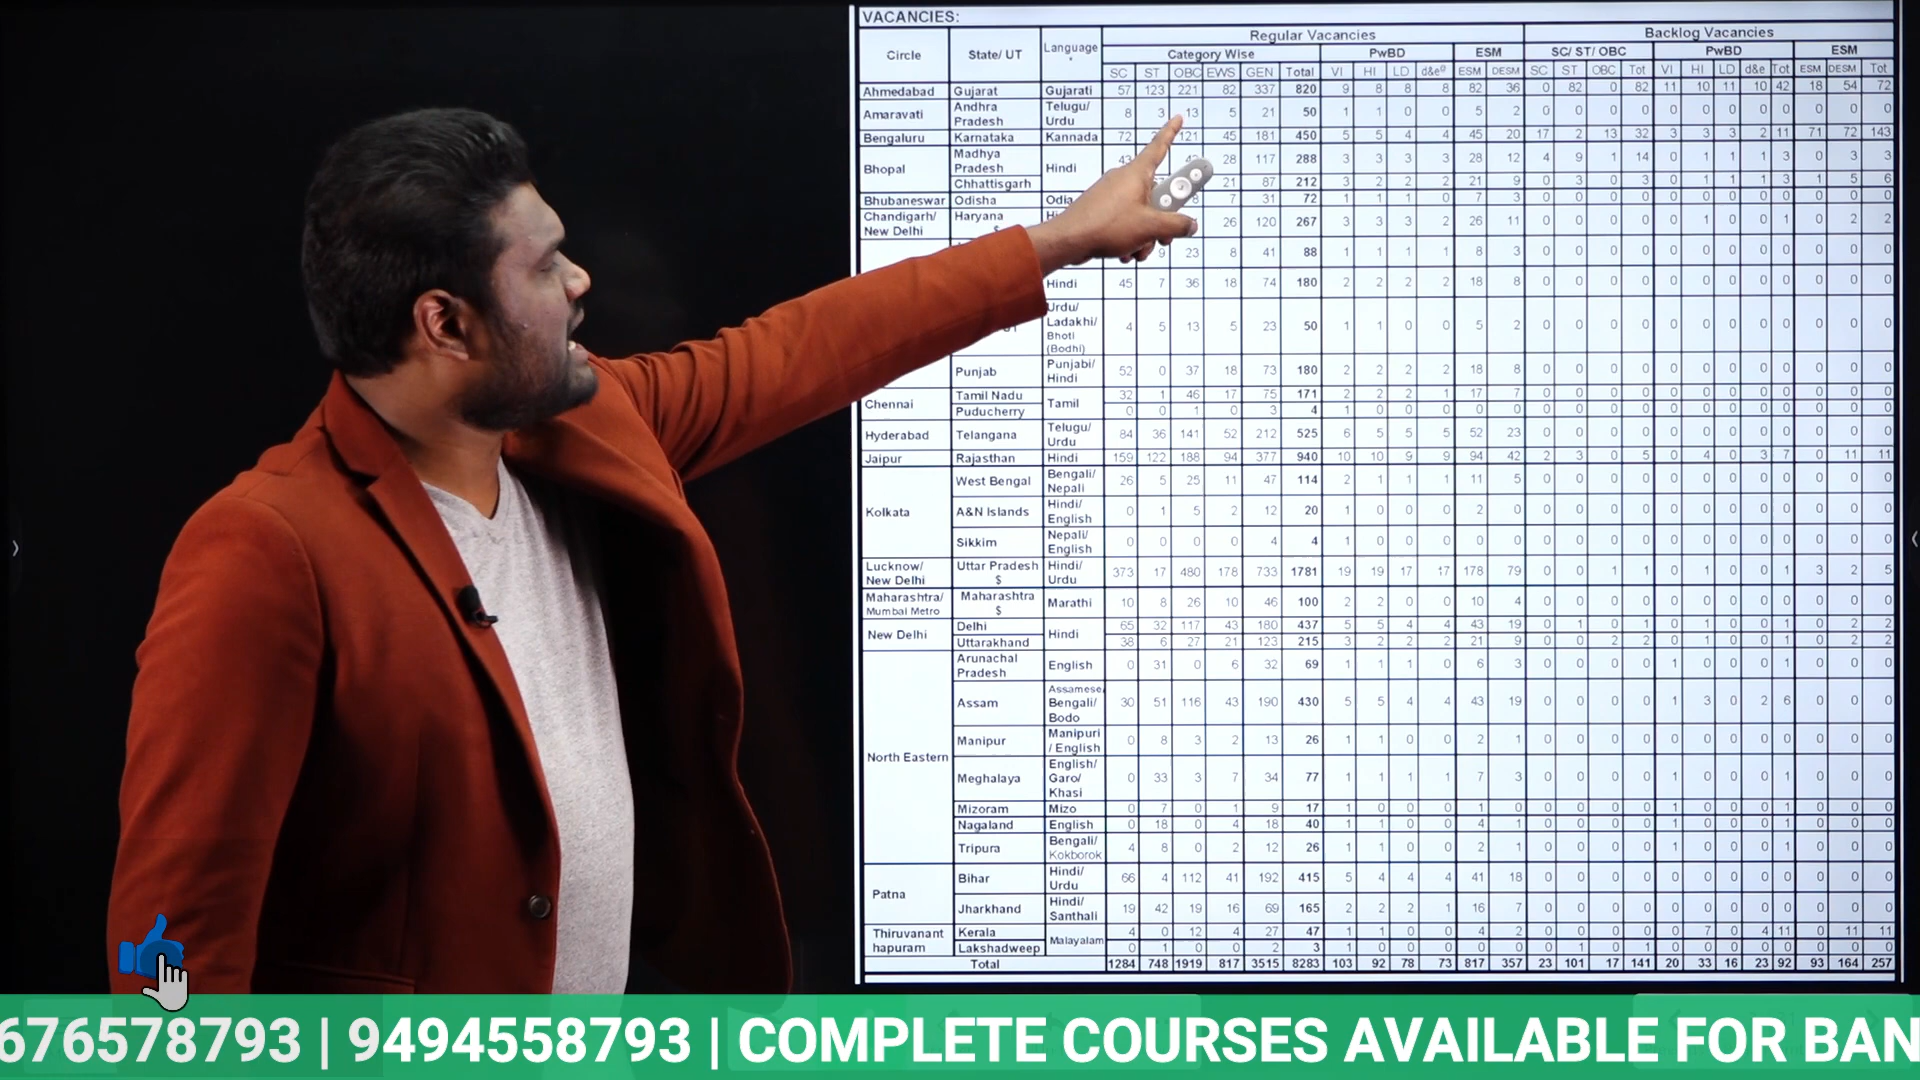 VACANCIES:
Circle State/ UT Language * Regular Vacancies Backlog Vacancies
Category Wise PwBD ESM SC/ ST/ OBC PwBD ESM
SC ST OBC EWS GEN Total VI HI LD d&e@ ESM DESM SC ST OBC Tot VI HI LD d&e Tot ESM DESM Tot
Ahmedabad Gujarat Gujarati 57 123 221 82 337 820 9 8 8 8 82 36 0 82 0 82 11 10 11 10 42 18 54 72
Amaravati Andhra Pradesh Telugu/ Urdu 8 3 13 5 21 50 1 1 0 0 5 2 0 0 0 0 0 0 0 0 0 0 0 0
Bengaluru Karnataka Kannada 72 121 45 181 450 5 5 4 4 45 20 17 2 13 32 3 3 3 2 11 71 72 143
Bhopal Madhya Pradesh Hindi 28 117 288 3 3 3 3 28 12 4 9 1 14 0 1 1 1 3 0 3 3
Chhattisgarh 21 87 212 3 2 2 2 21 9 0 3 0 3 0 1 1 1 3 1 5 6
Bhubaneswar Odisha Odia 7 31 72 1 1 1 0 7 3 0 0 0 0 0 0 0 0 0 0 0 0
Chandigarh/ New Delhi Haryana $ 26 120 267 3 3 3 2 26 11 0 0 0 0 0 1 0 0 1 0 2 2
9 23 8 41 88 1 1 1 1 8 3 0 0 0 0 0 0 0 0 0 0 0 0
Hindi 45 7 36 18 74 180 2 2 2 2 18 8 0 0 0 0 0 0 0 0 0 0 0 0
Urdu/ Ladakhi/ Bhoti (Bodhi) 4 5 13 5 23 50 1 1 0 0 5 2 0 0 0 0 0 0 0 0 0 0 0 0
Punjab Punjabi/ Hindi 52 0 37 18 73 180 2 2 2 2 18 8 0 0 0 0 0 0 0 0 0 0 0 0
Chennai Tamil Nadu Tamil 32 1 46 17 75 171 2 2 2 1 17 7 0 0 0 0 0 0 0 0 0 0 0 0
Puducherry 0 0 1 0 3 4 1 0 0 0 0 0 0 0 0 0 0 0 0 0 0 0 0 0
Hyderabad Telangana Telugu/ Urdu 84 36 141 52 212 525 6 5 5 5 52 23 0 0 0 0 0 0 0 0 0 0 0 0
Jaipur Rajasthan Hindi 159 122 188 94 377 940 10 10 9 9 94 42 2 3 0 5 0 4 0 3 7 0 11 11
Kolkata West Bengal Bengali/ Nepali 26 5 25 11 47 114 2 1 1 1 11 5 0 0 0 0 0 0 0 0 0 0 0 0
A&N Islands Hindi/ English 0 1 5 2 12 20 1 0 0 0 2 0 0 0 0 0 0 0 0 0 0 0 0 0
Sikkim Nepali/ English 0 0 0 0 4 4 1 0 0 0 0 0 0 0 0 0 0 0 0 0 0 0 0 0
Lucknow/ New Delhi Uttar Pradesh $ Hindi/ Urdu 373 17 480 178 733 1781 19 19 17 17 178 79 0 0 1 1 0 1 0 0 1 3 2 5
Maharashtra/ Mumbai Metro Maharashtra $ Marathi 10 8 26 10 46 100 2 2 0 0 10 4 0 0 0 0 0 0 0 0 0 0 0 0
New Delhi Delhi Hindi 65 32 117 43 180 437 5 5 4 4 43 19 0 1 0 1 0 1 0 0 1 0 2 2
Uttarakhand 38 6 27 21 123 215 3 2 2 2 21 9 0 0 2 2 0 1 0 0 1 0 2 2
North Eastern Arunachal Pradesh English 0 31 0 6 32 69 1 1 1 0 6 3 0 0 0 0 1 0 0 0 1 0 0 0
Assam Assamese/ Bengali/ Bodo 30 51 116 43 190 430 5 5 4 4 43 19 0 0 0 0 1 3 0 2 6 0 0 0
Manipur Manipuri / English 0 8 3 2 13 26 1 1 0 0 2 1 0 0 0 0 1 0 0 0 1 0 0 0
Meghalaya English/ Garo/ Khasi 0 33 3 7 34 77 1 1 1 1 7 3 0 0 0 0 1 0 0 0 1 0 0 0
Mizoram Mizo 0 7 0 1 9 17 1 0 0 0 1 0 0 0 0 0 1 0 0 0 1 0 0 0
Nagaland English 0 18 0 4 18 40 1 1 0 0 4 1 0 0 0 0 1 0 0 0 1 0 0 0
Tripura Bengali/ Kokborok 4 8 0 2 12 26 1 1 0 0 2 1 0 0 0 0 1 0 0 0 1 0 0 0
Patna Bihar Hindi/ Urdu 66 4 112 41 192 415 5 4 4 4 41 18 0 0 0 0 0 0 0 0 0 0 0 0
Jharkhand Hindi/ Santhali 19 42 19 16 69 165 2 2 2 1 16 7 0 0 0 0 0 0 0 0 0 0 0 0
Thiruvanant hapuram Kerala Malayalam 4 0 12 4 27 47 1 1 0 0 4 2 0 0 0 0 0 7 0 4 11 0 11 11
Lakshadweep 0 1 0 0 2 3 1 0 0 0 0 0 0 1 0 1 0 0 0 0 0 0 0 0
Total 1284 748 1919 817 3515 8283 103 92 78 73 817 357 23 101 17 141 20 33 16 23 92 93 164 257
676578793 | 9494558793 | COMPLETE COURSES AVAILABLE FOR BAN